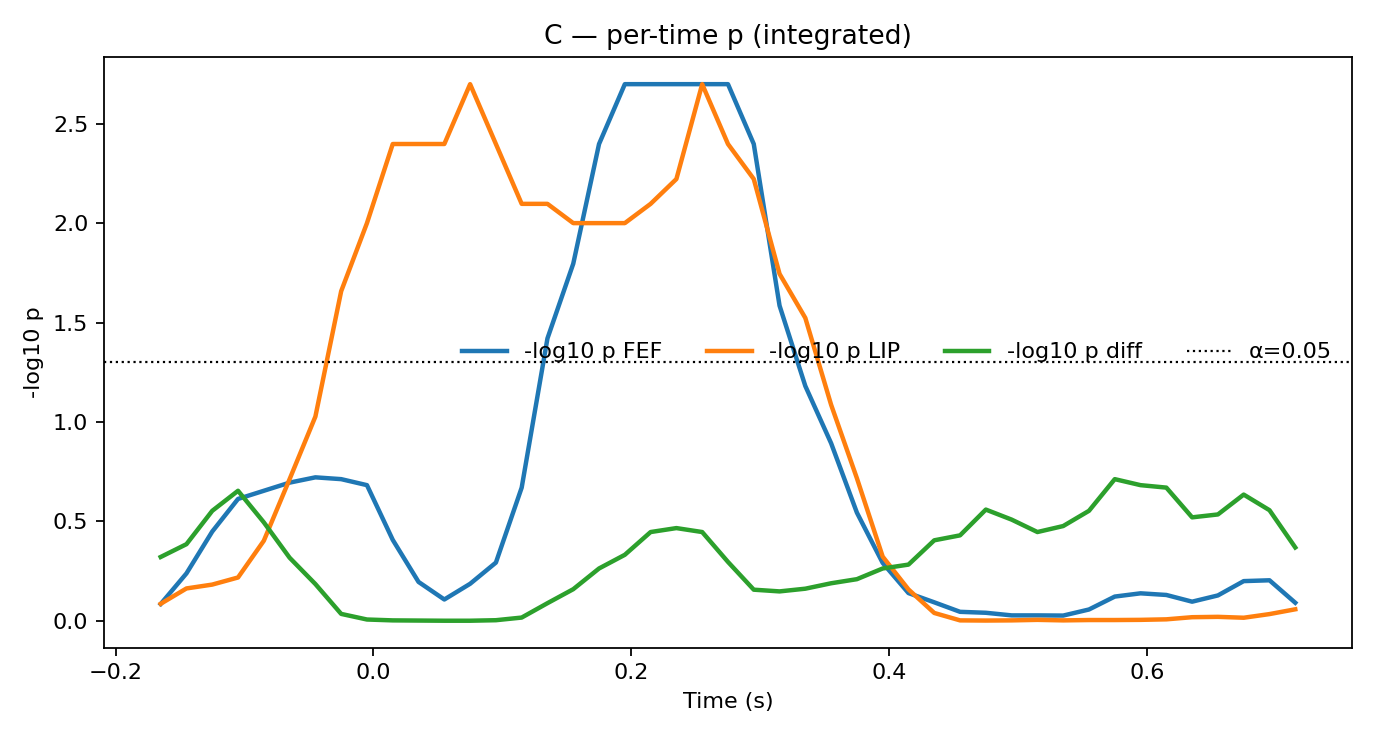 C — per-time p (integrated)
2.5
2.0
1.5
1.0
0.5
0.0
-log10 p
-log10 p FEF -log10 p LIP -log10 p diff α=0.05
−0.2 0.0 0.2 0.4 0.6
Time (s)